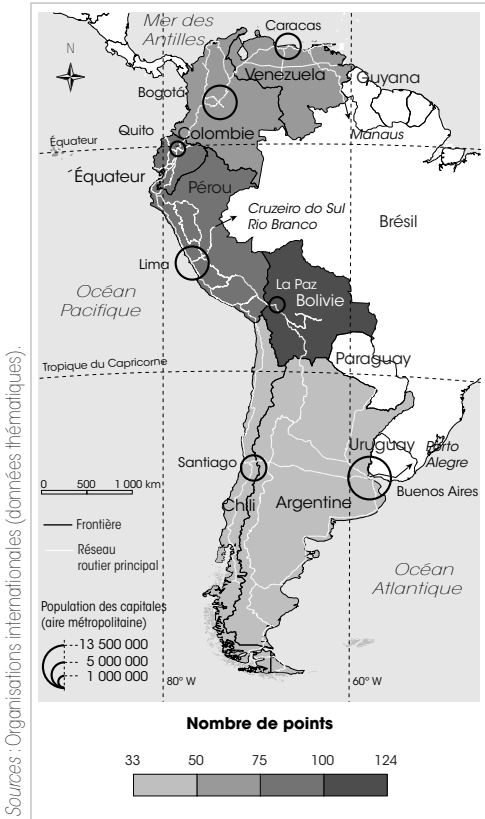 Mer des
Antilles
Caracas
N
Venezuela
Guyana
Bogotá
Quito
Colombie
Manaus
Équateur
Équateur
Pérou
Cruzeiro do Sul
Rio Branco
Brésil
Lima
La Paz
Bolivie
Océan
Pacifique
Paraguay
Tropique du Capricorne
Uruguay
Porto
Alegre
Santiago
Buenos Aires
0 500 1 000 km
Chili
Argentine
Frontière
Réseau
routier principal
Océan
Atlantique
Population des capitales
(aire métropolitaine)
13 500 000
5 000 000
1 000 000
80° W
60° W
Nombre de points
33 50 75 100 124
Sources : Organisations internationales (données thématiques).